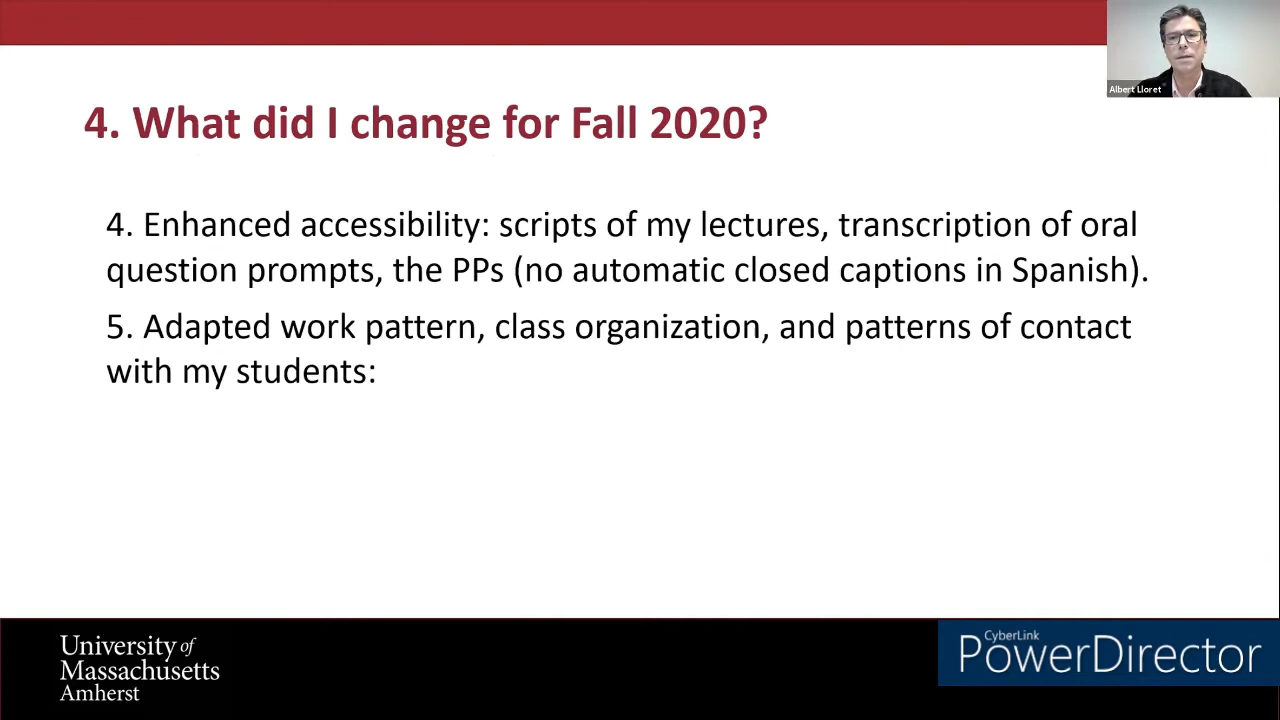 Albert Lloret
4. What did I change for Fall 2020?
4. Enhanced accessibility: scripts of my lectures, transcription of oral
question prompts, the PPs (no automatic closed captions in Spanish).
5. Adapted work pattern, class organization, and patterns of contact
with my students:
University of
Massachusetts
Amherst
CyberLink
PowerDirector